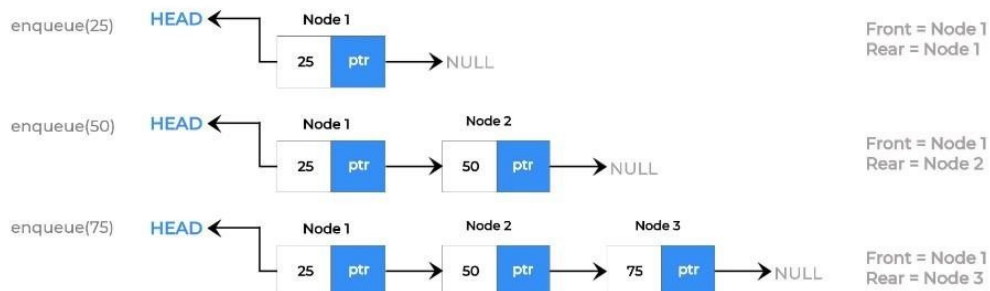 enqueue(25)
HEAD
Node 1
25 ptr
NULL
Front = Node 1
Rear = Node 1
enqueue(50)
HEAD
Node 1
Node 2
25 ptr
50 ptr
NULL
Front = Node 1
Rear = Node 2
enqueue(75)
HEAD
Node 1
Node 2
Node 3
25 ptr
50 ptr
75 ptr
NULL
Front = Node 1
Rear = Node 3